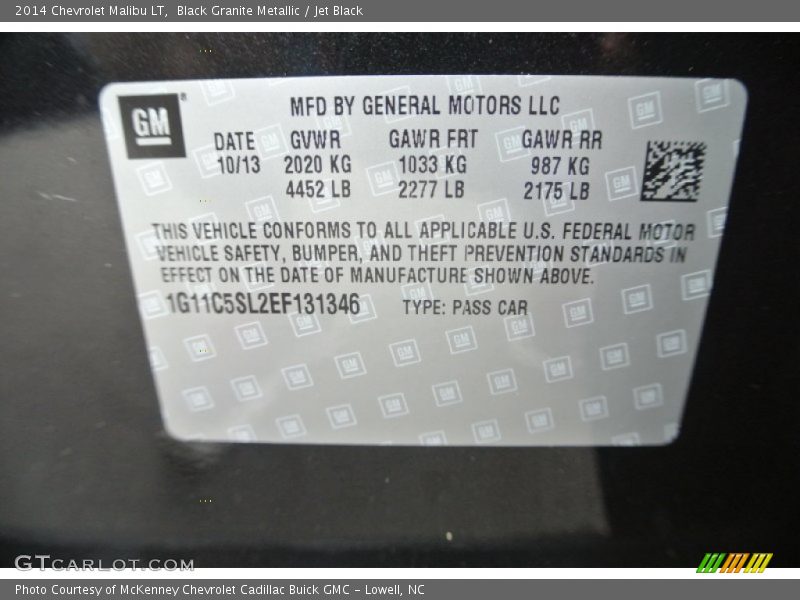 2014 Chevrolet Malibu LT, Black Granite Metallic / Jet Black
GM®
MFD BY GENERAL MOTORS LLC
DATE GVWR GAWR FRT GAWR RR
10/13 2020 KG 1033 KG 987 KG
4452 LB 2277 LB 2175 LB
THIS VEHICLE CONFORMS TO ALL APPLICABLE U.S. FEDERAL MOTOR
VEHICLE SAFETY, BUMPER, AND THEFT PREVENTION STANDARDS IN
EFFECT ON THE DATE OF MANUFACTURE SHOWN ABOVE.
1G11C5SL2EF131346 TYPE: PASS CAR
GTCARLOT.COM
Photo Courtesy of McKenney Chevrolet Cadillac Buick GMC - Lowell, NC